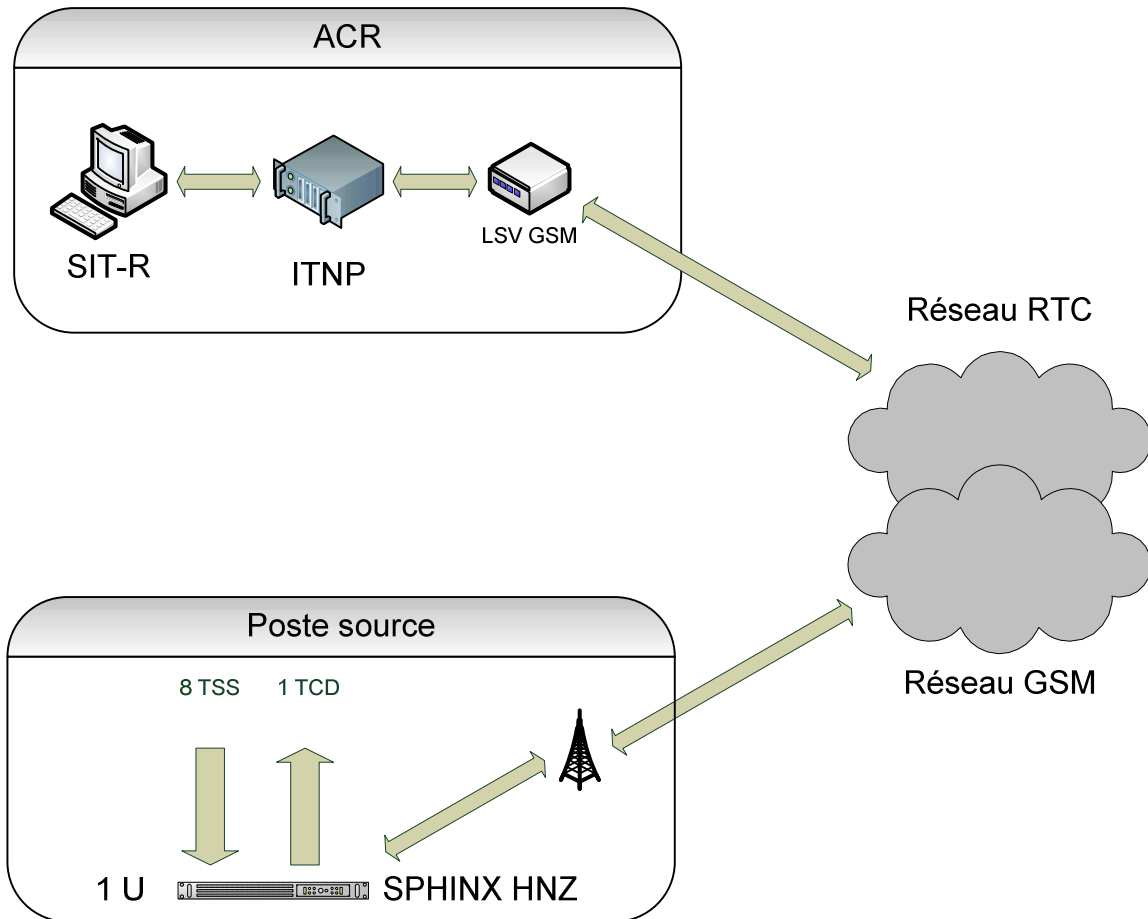 ACR
SIT-R
ITNP
LSV GSM
Réseau RTC
Réseau GSM
Poste source
8 TSS
1 TCD
1 U
SPHINX HNZ